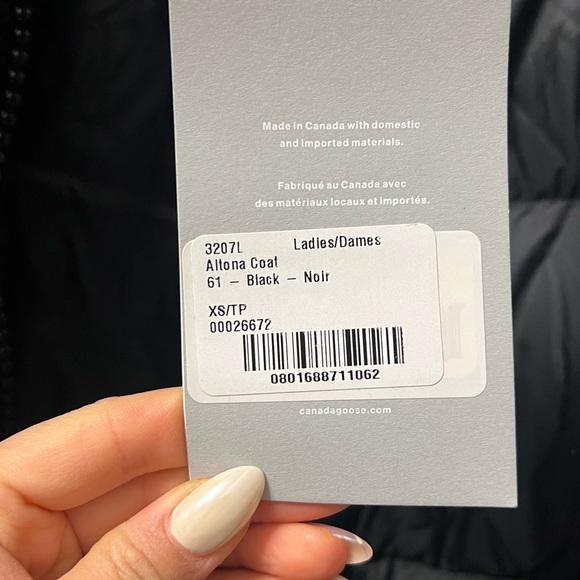 Made in Canada with domestic
and imported materials.
Fabriqué au Canada avec
des matériaux locaux et importés.
3207L Ladies/Dames
Altona Coat
61 – Black – Noir
XS/TP
00026672
0801688711062
canadagoose.com